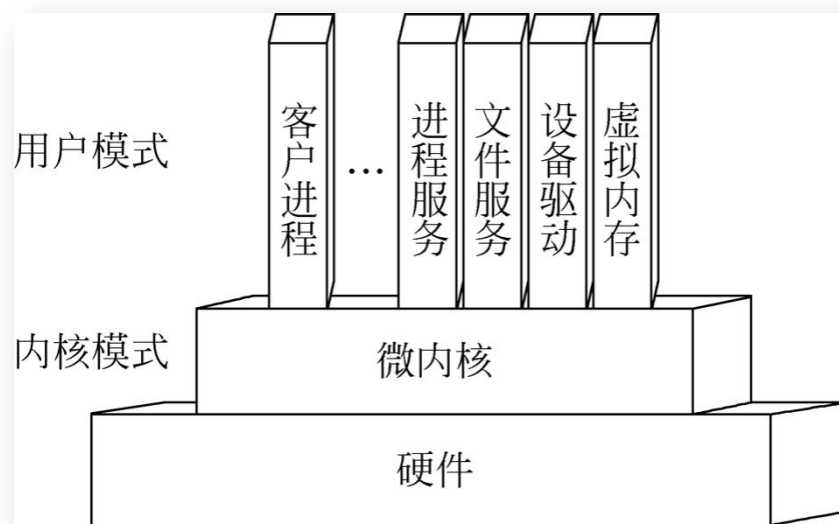 用户模式
客户进程
…
进程服务
文件服务
设备驱动
虚拟内存
内核模式
微内核
硬件